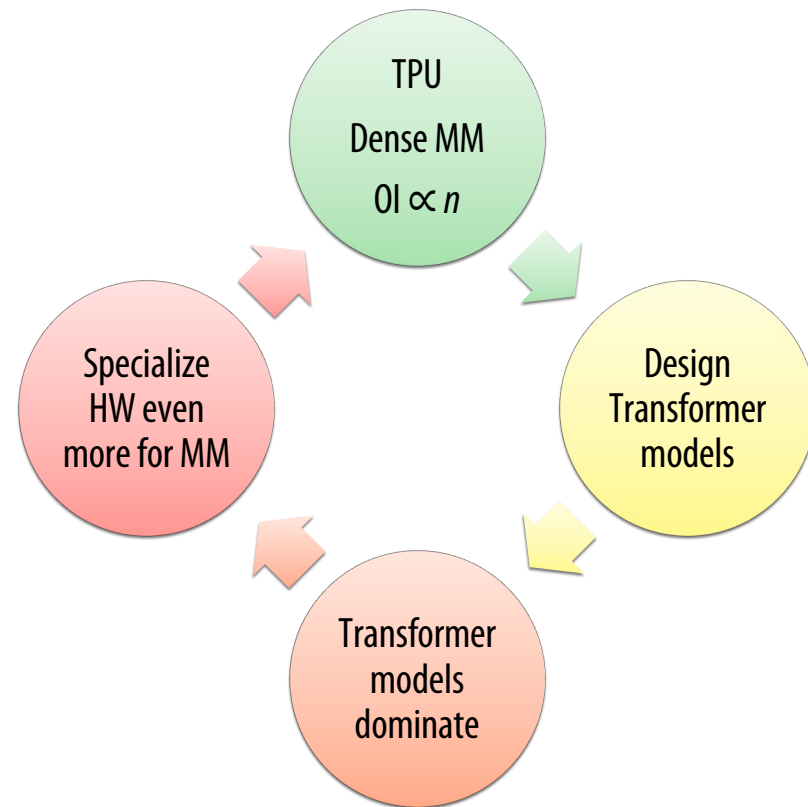 TPU
Dense MM
OI ∝ n
Design
Transformer
models
Transformer
models
dominate
Specialize
HW even
more for MM